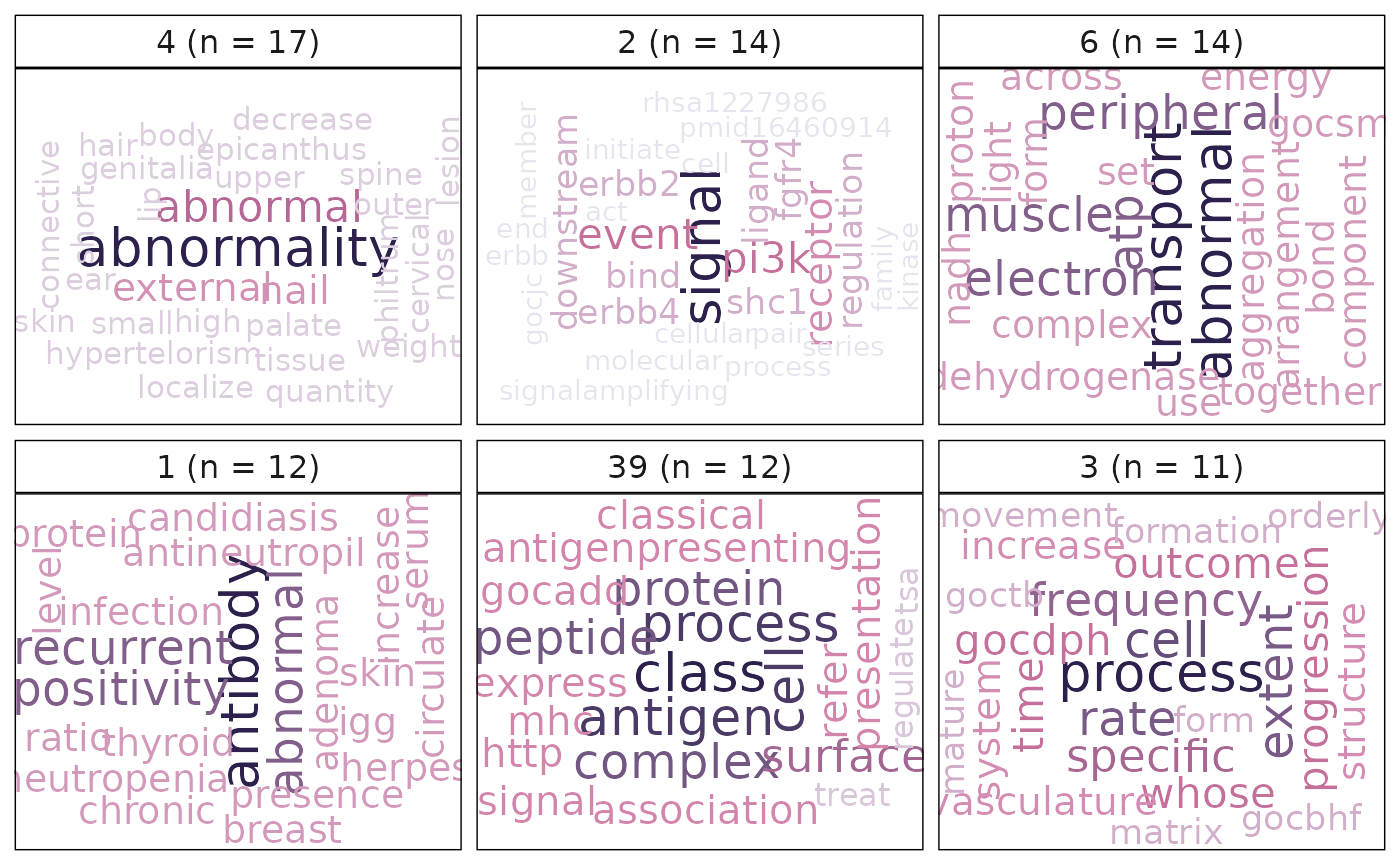 4 (n = 17)
decrease
body
hair
epicanthus
genitalia
upper
spine
lesion
connective
short
lip
abnormal
outer
abnormality
ear
external
nail
philtrum
cervical
nose
skin
small
high
palate
hypertelorism
tissue
weight
localize
quantity
2 (n = 14)
rhsa1227986
pmid16460914
member
downstream
initiate
cell
erbb2
signal
ligand
fgfr4
receptor
regulation
act
end
event
erbb
pi3k
family
kinase
bind
gocjc
erbb4
shc1
cellularpair
series
molecular
process
signalamplifying
6 (n = 14)
across
energy
peripheral
gocsm
proton
light
form
set
transport
abnormal
muscle
atp
aggregation
arrangement
bond
component
nadh
electron
complex
dehydrogenase
together
use
1 (n = 12)
candidiasis
protein
antineutropil
increase
serum
level
infection
antibody
abnormal
adenoma
circulate
recurrent
skin
positivity
igg
ratio
thyroid
herpes
neutropenia
presence
chronic
breast
39 (n = 12)
classical
antigenpresenting
presentation
gocadd
protein
process
peptide
regulatetsa
class
cell
refer
express
mhc
antigen
http
complex
surface
signal
association
treat
3 (n = 11)
movement
formation
orderly
increase
outcome
goctb
frequency
progression
gocdph
cell
extent
structure
process
mature
system
time
rate
form
specific
vasculature
whose
matrix
gocbhf